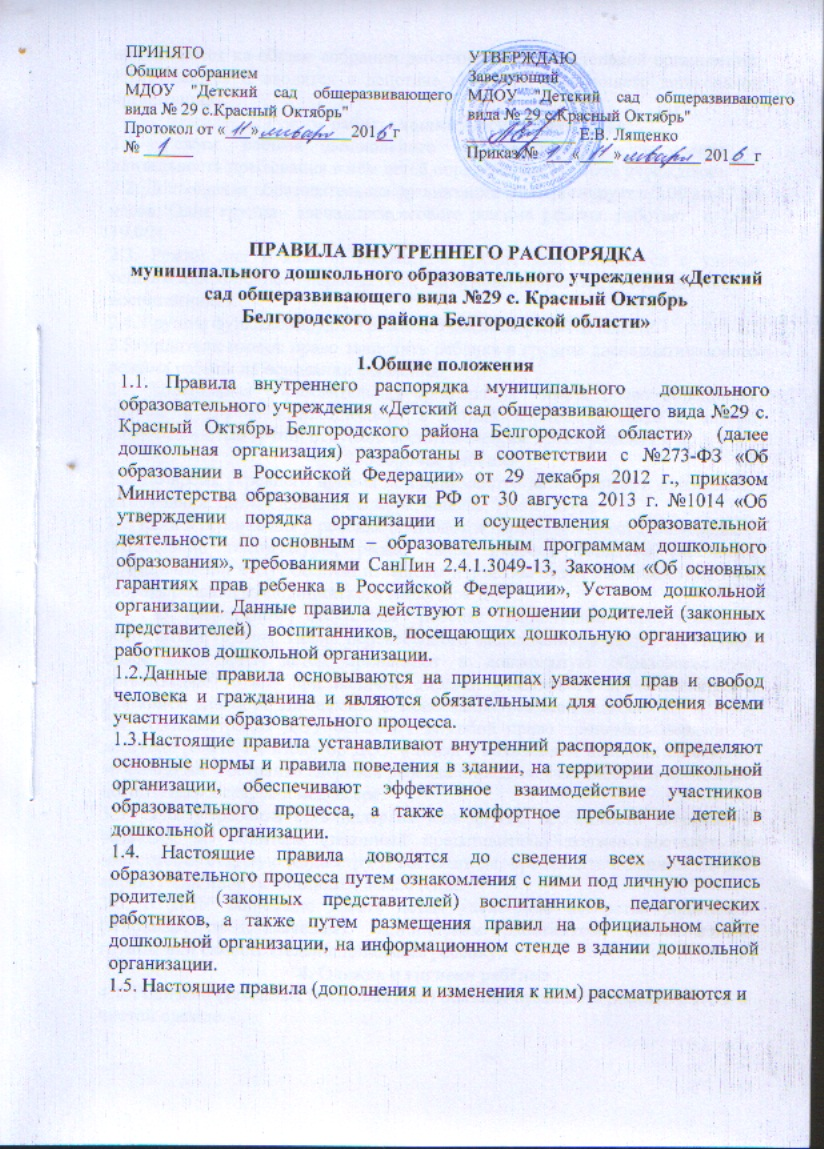 ПРИНЯТО
Общим собранием
МДОУ "Детский сад общеразвивающего
вида № 29 с.Красный Октябрь"
Протокол от « 11 » января 2016 г
№ 1
УТВЕРЖДАЮ
Заведующий
МДОУ "Детский сад общеразвивающего
вида № 29 с.Красный Октябрь"
Е.В. Лященко
Приказ № « 11 » января 2016 г
ПРАВИЛА ВНУТРЕННЕГО РАСПОРЯДКА
муниципального дошкольного образовательного учреждения «Детский
сад общеразвивающего вида №29 с. Красный Октябрь
Белгородского района Белгородской области»
1.Общие положения
1.1. Правила внутреннего распорядка муниципального дошкольного
образовательного учреждения «Детский сад общеразвивающего вида №29 с.
Красный Октябрь Белгородского района Белгородской области» (далее
дошкольная организация) разработаны в соответствии с №273-ФЗ «Об
образовании в Российской Федерации» от 29 декабря 2012 г., приказом
Министерства образования и науки РФ от 30 августа 2013 г. №1014 «Об
утверждении порядка организации и осуществления образовательной
деятельности по основным – образовательным программам дошкольного
образования», требованиями СанПин 2.4.1.3049-13, Законом «Об основных
гарантиях прав ребенка в Российской Федерации», Уставом дошкольной
организации. Данные правила действуют в отношении родителей (законных
представителей) воспитанников, посещающих дошкольную организацию и
работников дошкольной организации.
1.2.Данные правила основываются на принципах уважения прав и свобод
человека и гражданина и являются обязательными для соблюдения всеми
участниками образовательного процесса.
1.3.Настоящие правила устанавливают внутренний распорядок, определяют
основные нормы и правила поведения в здании, на территории дошкольной
организации, обеспечивают эффективное взаимодействие участников
образовательного процесса, а также комфортное пребывание детей в
дошкольной организации.
1.4. Настоящие правила доводятся до сведения всех участников
образовательного процесса путем ознакомления с ними под личную роспись
родителей (законных представителей) воспитанников, педагогических
работников, а также путем размещения правил на официальном сайте
дошкольной организации, на информационном стенде в здании дошкольной
организации.
1.5. Настоящие правила (дополнения и изменения к ним) рассматриваются и